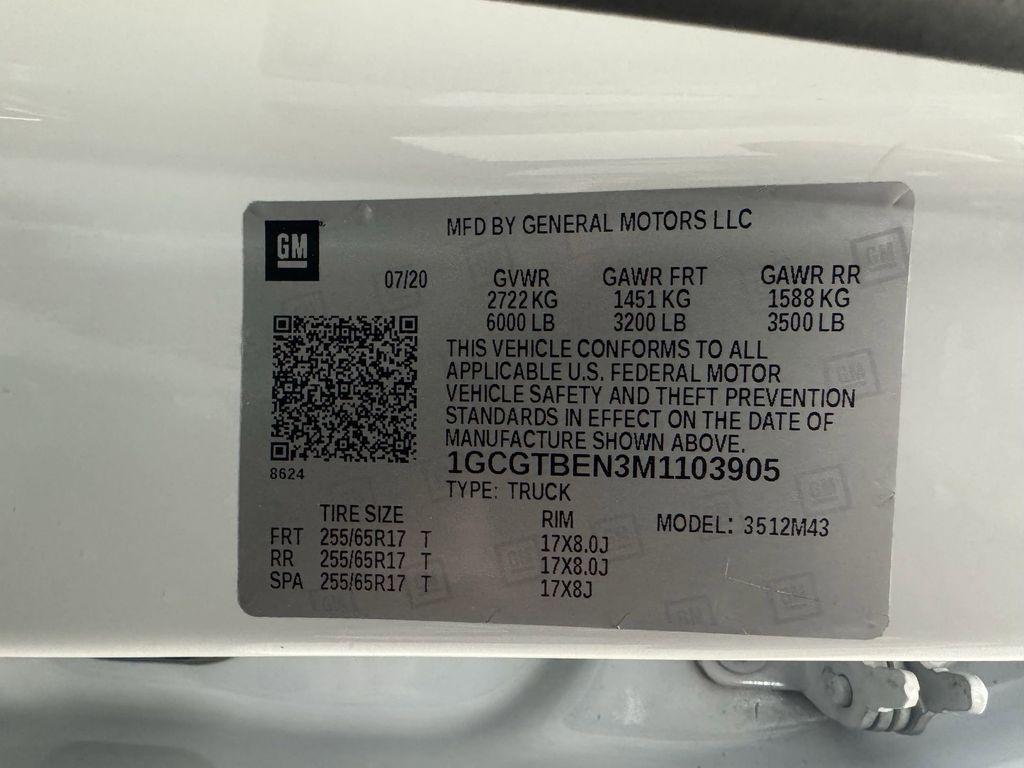 GM
MFD BY GENERAL MOTORS LLC
07/20
GVWR GAWR FRT GAWR RR
2722 KG 1451 KG 1588 KG
6000 LB 3200 LB 3500 LB
THIS VEHICLE CONFORMS TO ALL
APPLICABLE U.S. FEDERAL MOTOR
VEHICLE SAFETY AND THEFT PREVENTION
STANDARDS IN EFFECT ON THE DATE OF
MANUFACTURE SHOWN ABOVE.
8624
1GCGTBEN3M1103905
TYPE: TRUCK
TIRE SIZE RIM MODEL: 3512M43
FRT 255/65R17 T 17X8.0J
RR 255/65R17 T 17X8.0J
SPA 255/65R17 T 17X8J